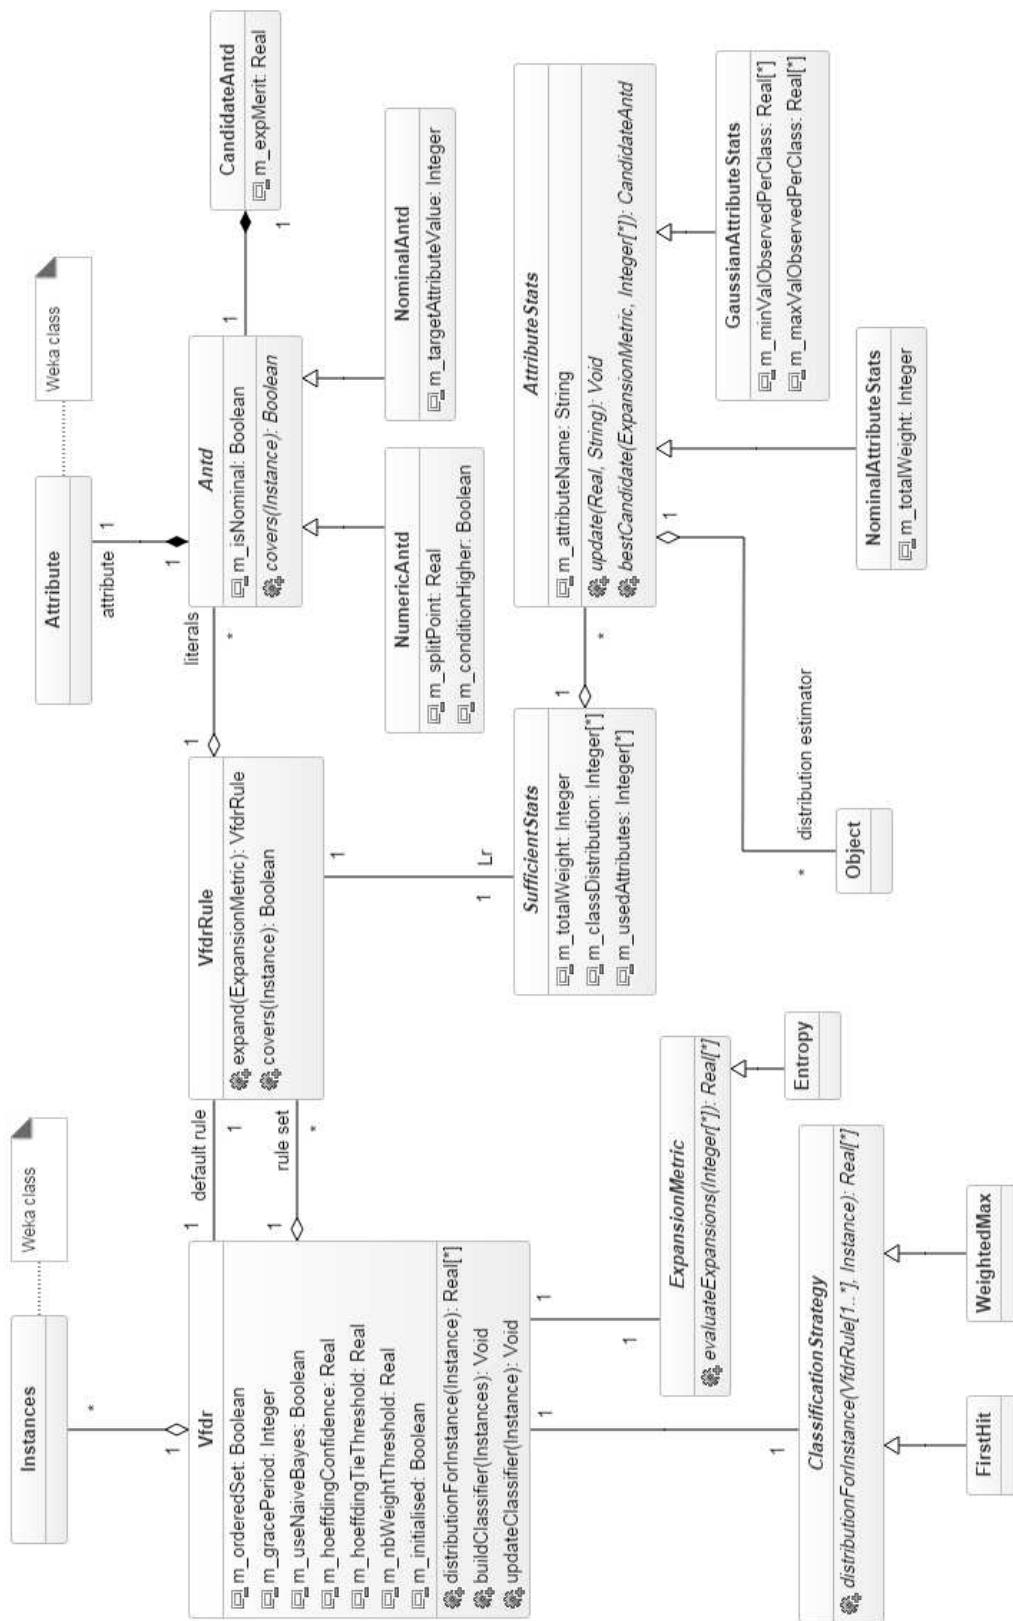 Instances
Weka class
*
1
Vfdr
m_orderedSet: Boolean
m_gracePeriod: Integer
m_useNaiveBayes: Boolean
m_hoeffdingConfidence: Real
m_hoeffdingTieThreshold: Real
m_nbWeightThreshold: Real
m_initialised: Boolean
distributionForInstance(Instance): Real[*]
buildClassifier(Instances): Void
updateClassifier(Instance): Void
1
default rule
1
1
rule set
*
VfdrRule
expand(ExpansionMetric): VfdrRule
covers(Instance): Boolean
1
literals
*
Attribute
Weka class
attribute
1
1
Antd
m_isNominal: Boolean
covers(Instance): Boolean
1
1
CandidateAntd
m_expMerit: Real
NumericAntd
m_splitPoint: Real
m_conditionHigher: Boolean
NominalAntd
m_targetAttributeValue: Integer
1
1
Lr
SufficientStats
m_totalWeight: Integer
m_classDistribution: Integer[*]
m_usedAttributes: Integer[*]
1
*
AttributeStats
m_attributeName: String
update(Real, String): Void
bestCandidate(ExpansionMetric, Integer[*]): CandidateAntd
1
*
distribution estimator
Object
NominalAttributeStats
m_totalWeight: Integer
GaussianAttributeStats
m_minValObservedPerClass: Real[*]
m_maxValObservedPerClass: Real[*]
1
1
ExpansionMetric
evaluateExpansions(Integer[*]): Real[*]
Entropy
1
1
ClassificationStrategy
distributionForInstance(VfdrRule[1..*], Instance): Real[*]
FirstHit
WeightedMax